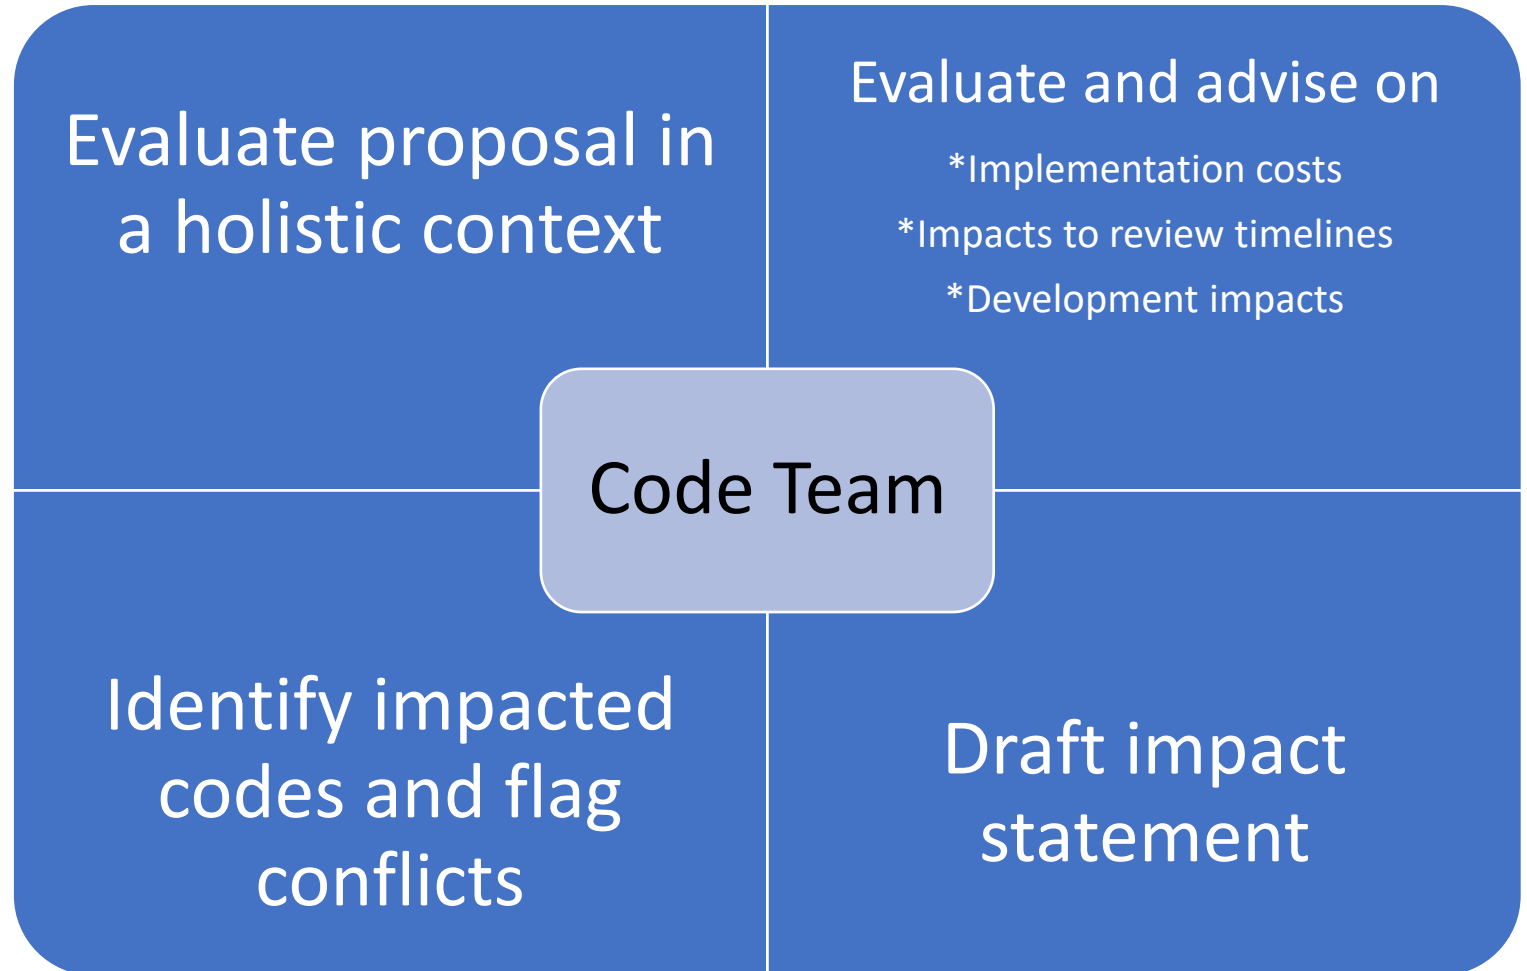 Evaluate proposal in
a holistic context
Evaluate and advise on
*Implementation costs
*Impacts to review timelines
*Development impacts
Code Team
Identify impacted
codes and flag
conflicts
Draft impact
statement